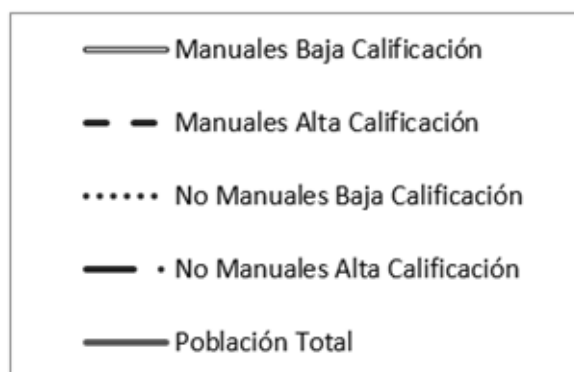 Manuales Baja Calificación
Manuales Alta Calificación
No Manuales Baja Calificación
No Manuales Alta Calificación
Población Total